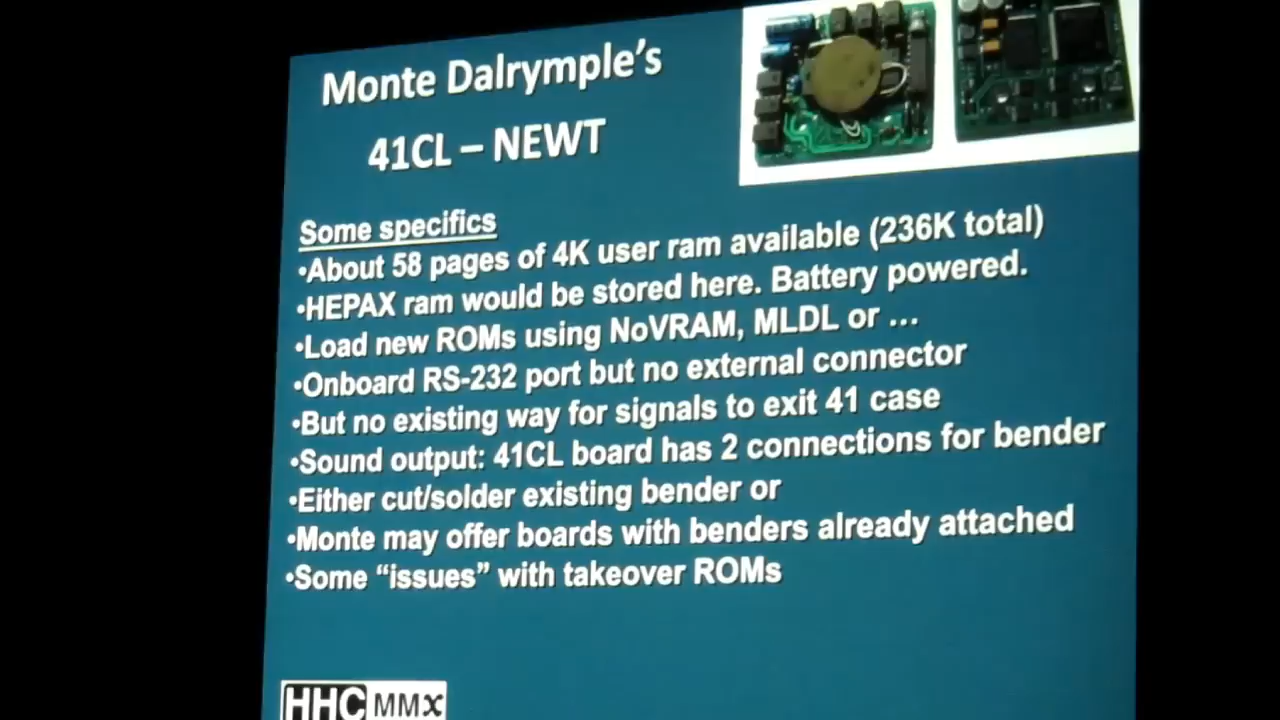 Monte Dalrymple's
41CL – NEWT
Some specifics
•About 58 pages of 4K user ram available (236K total)
•HEPAX ram would be stored here. Battery powered.
•Load new ROMs using NoVRAM, MLDL or ...
•Onboard RS-232 port but no external connector
•But no existing way for signals to exit 41 case
•Sound output: 41CL board has 2 connections for bender
•Either cut/solder existing bender or
•Monte may offer boards with benders already attached
•Some “issues” with takeover ROMs
HHC MMX